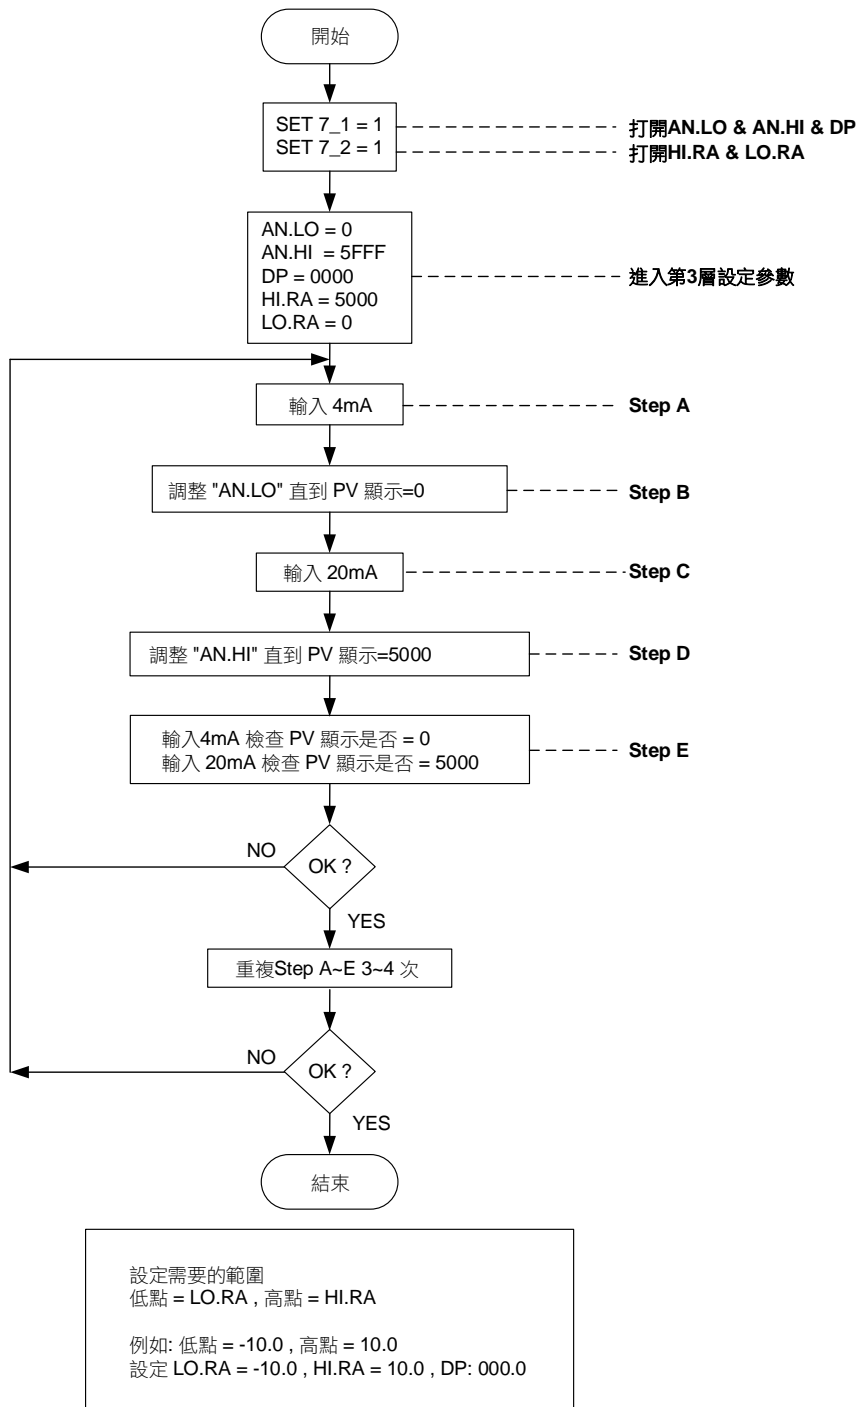 開始
SET 7_1 = 1
打開AN.LO & AN.HI & DP
SET 7_2 = 1
打開HI.RA & LO.RA
AN.LO = 0
AN.HI = 5FFF
DP = 0000
HI.RA = 5000
LO.RA = 0
進入第3層設定參數
輸入 4mA
Step A
調整 "AN.LO" 直到 PV 顯示=0
Step B
輸入 20mA
Step C
調整 "AN.HI" 直到 PV 顯示=5000
Step D
輸入4mA 檢查 PV 顯示是否 = 0
輸入 20mA 檢查 PV 顯示是否 = 5000
Step E
NO
OK ?
YES
重複Step A~E 3~4 次
NO
OK ?
YES
結束
設定需要的範圍
低點 = LO.RA , 高點 = HI.RA
例如: 低點 = -10.0 , 高點 = 10.0
設定 LO.RA = -10.0 , HI.RA = 10.0 , DP: 000.0